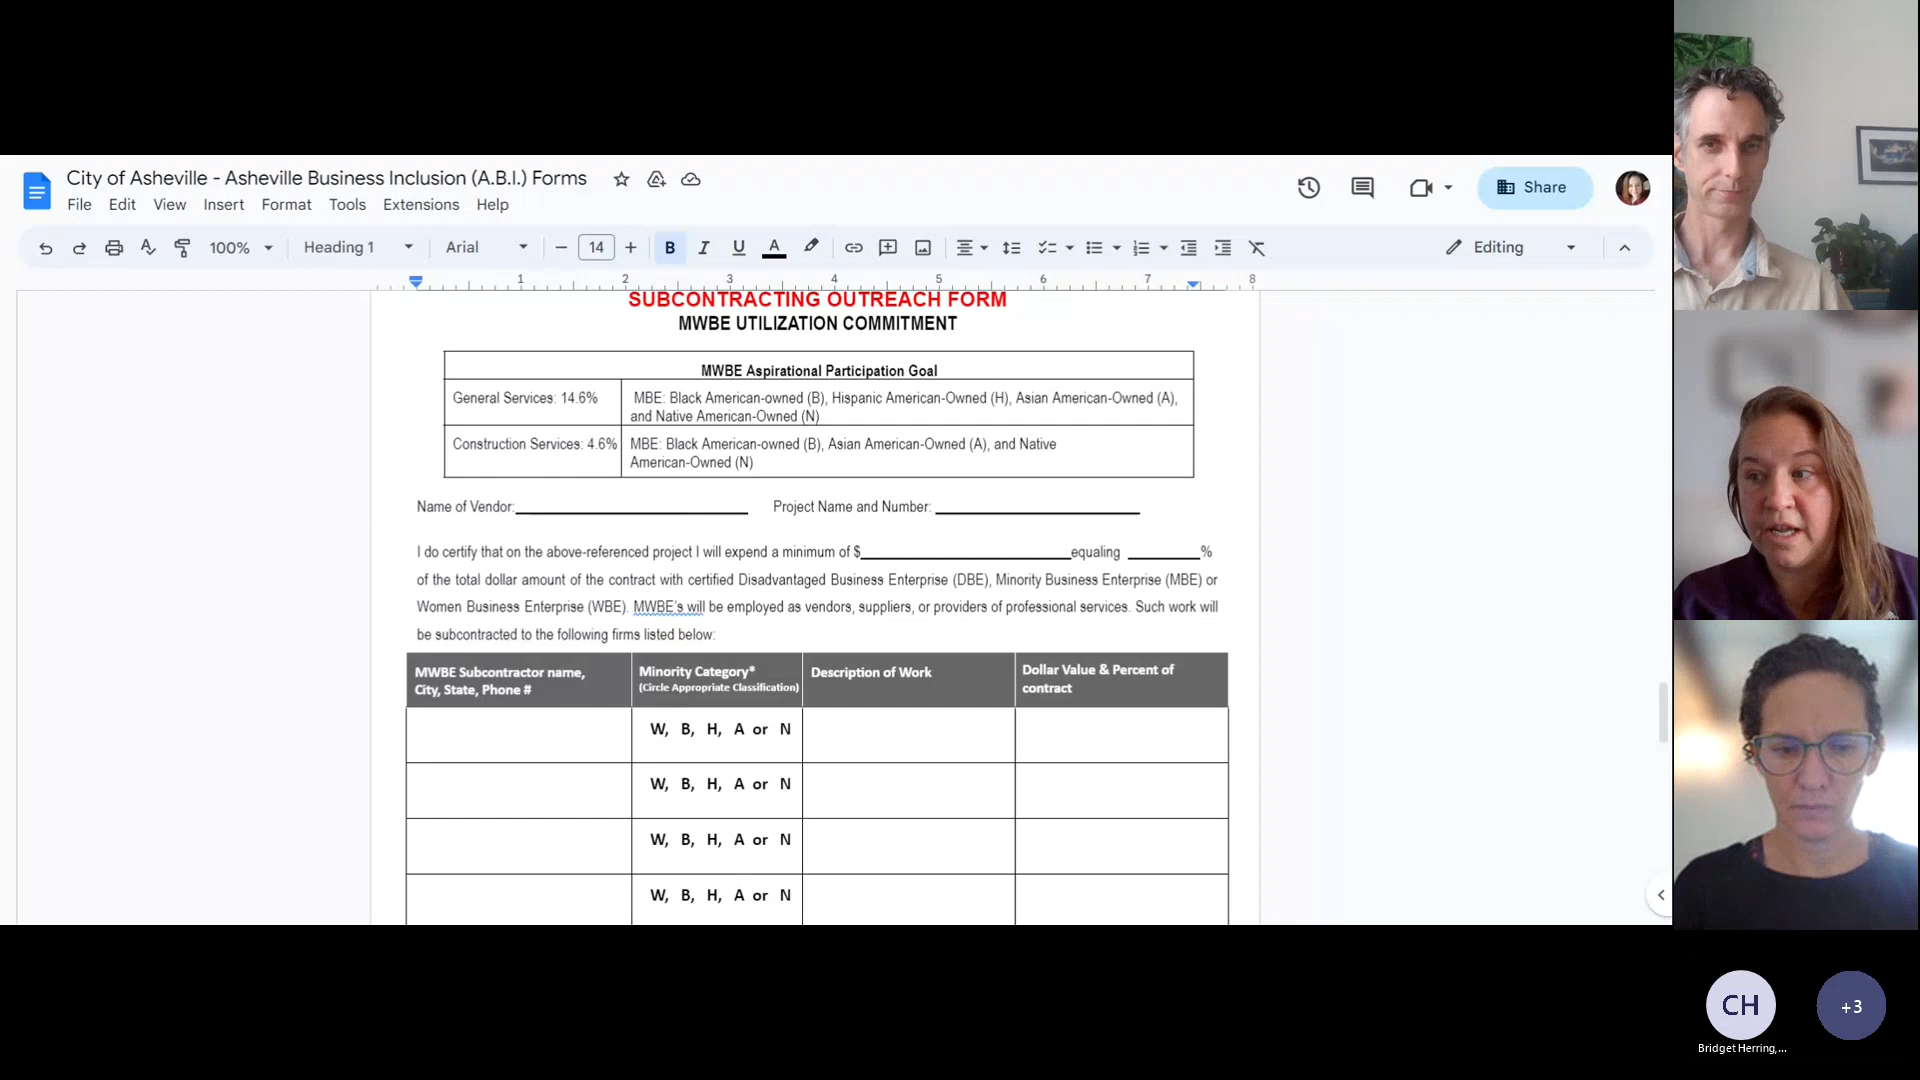 City of Asheville - Asheville Business Inclusion (A.B.I.) Forms
File Edit View Insert Format Tools Extensions Help
Share
100% Heading 1 Arial 14 B I U A Editing
1 2 3 4 5 6 7 8
SUBCONTRACTING OUTREACH FORM
MWBE UTILIZATION COMMITMENT
MWBE Aspirational Participation Goal
General Services: 14.6%
MBE: Black American-owned (B), Hispanic American-Owned (H), Asian American-Owned (A),
and Native American-Owned (N)
Construction Services: 4.6%
MBE: Black American-owned (B), Asian American-Owned (A), and Native
American-Owned (N)
Name of Vendor: Project Name and Number:
I do certify that on the above-referenced project I will expend a minimum of $ equaling %
of the total dollar amount of the contract with certified Disadvantaged Business Enterprise (DBE), Minority Business Enterprise (MBE) or
Women Business Enterprise (WBE). MWBE's will be employed as vendors, suppliers, or providers of professional services. Such work will
be subcontracted to the following firms listed below:
MWBE Subcontractor name,
City, State, Phone #
Minority Category*
(Circle Appropriate Classification)
Description of Work
Dollar Value & Percent of
contract
W, B, H, A or N
W, B, H, A or N
W, B, H, A or N
W, B, H, A or N
CH
+3
Bridget Herring,...